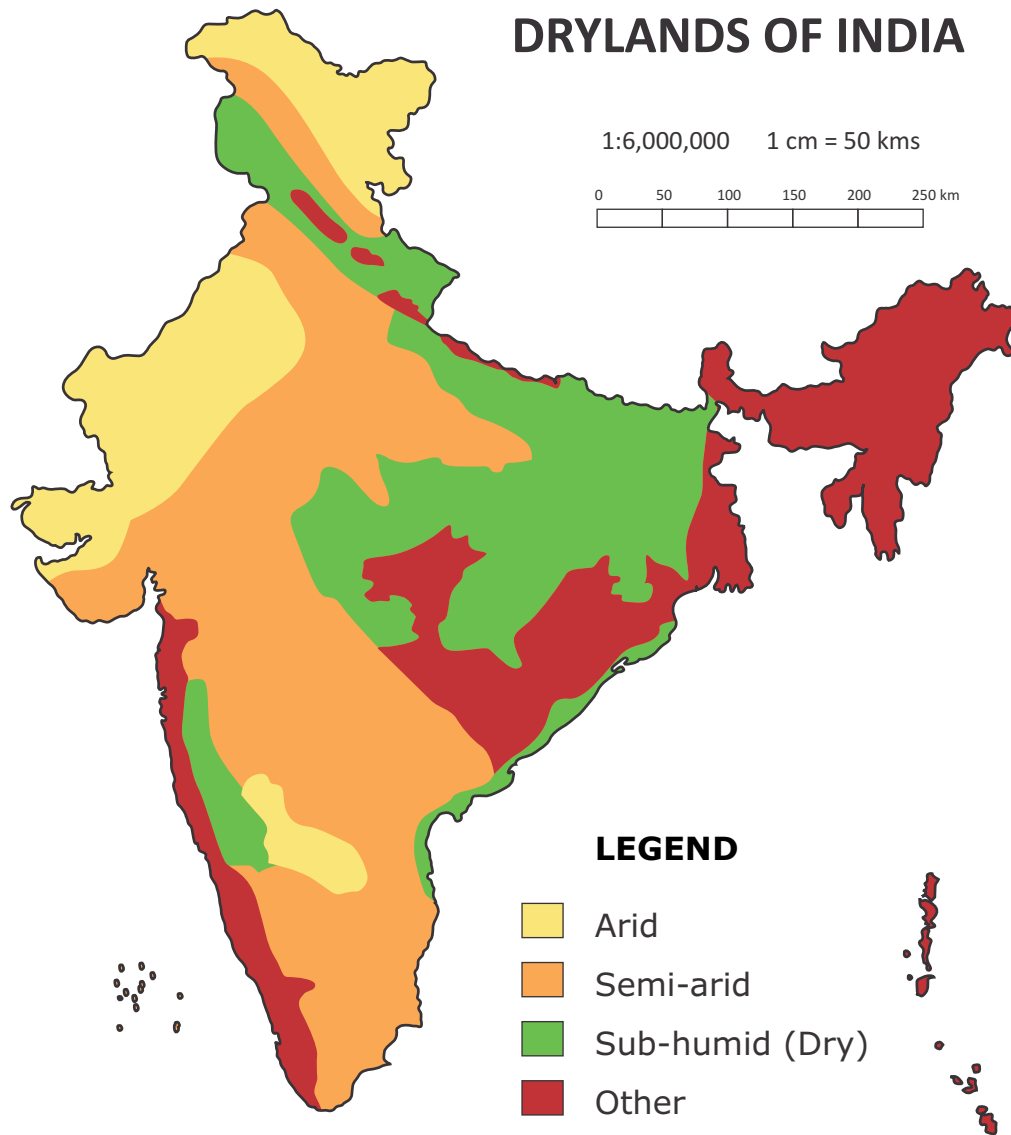 DRYLANDS OF INDIA
1:6,000,000 1 cm = 50 kms
0 50 100 150 200 250 km
LEGEND
Arid
Semi-arid
Sub-humid (Dry)
Other